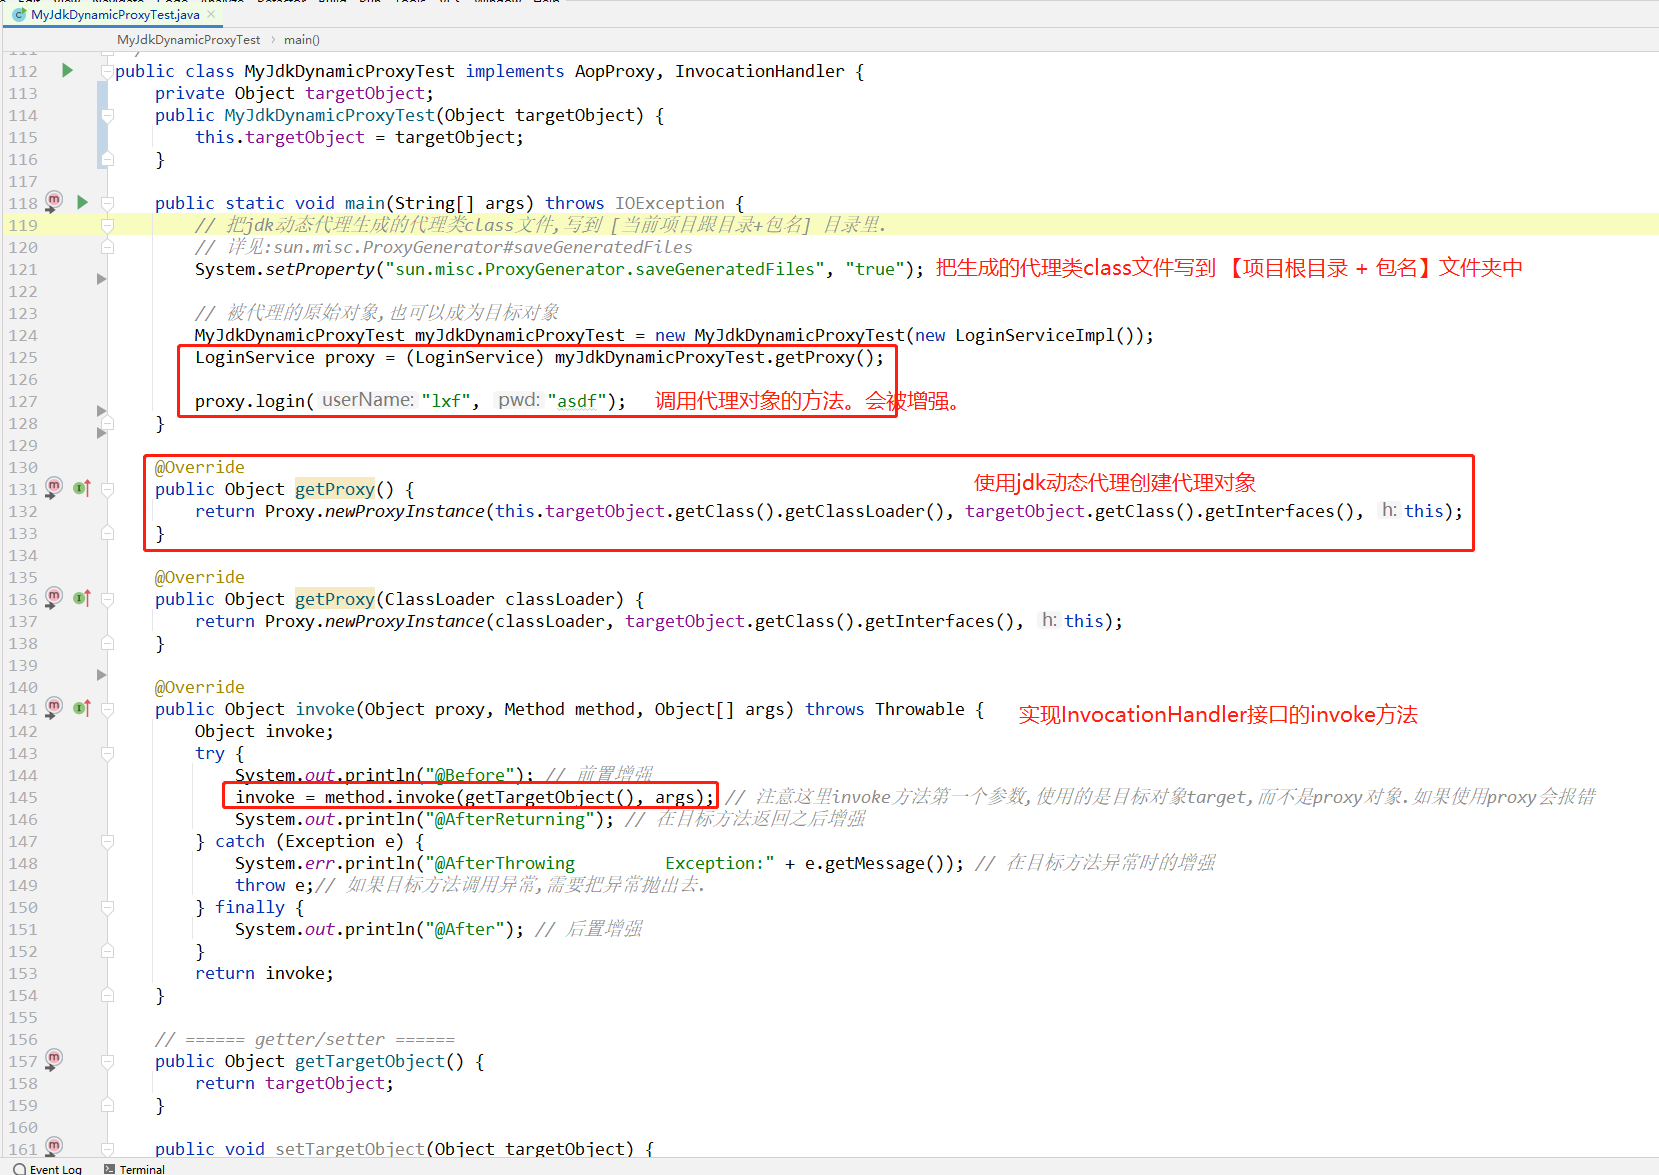 MyJdkDynamicProxyTest.java
MyJdkDynamicProxyTest › main()
111
112 public class MyJdkDynamicProxyTest implements AopProxy, InvocationHandler {
113 private Object targetObject;
114 public MyJdkDynamicProxyTest(Object targetObject) {
115 this.targetObject = targetObject;
116 }
117
118 public static void main(String[] args) throws IOException {
119 // 把jdk动态代理生成的代理类class文件,写到 [当前项目跟目录+包名] 目录里.
120 // 详见:sun.misc.ProxyGenerator#saveGeneratedFiles
121 System.setProperty("sun.misc.ProxyGenerator.saveGeneratedFiles", "true"); 把生成的代理类class文件写到 【项目根目录 + 包名】文件夹中
122
123 // 被代理的原始对象,也可以成为目标对象
124 MyJdkDynamicProxyTest myJdkDynamicProxyTest = new MyJdkDynamicProxyTest(new LoginServiceImpl());
125 LoginService proxy = (LoginService) myJdkDynamicProxyTest.getProxy();
126
127 proxy.login( userName: "lxf", pwd: "asdf"); 调用代理对象的方法。会被增强。
128 }
129
130 @Override
131 public Object getProxy() { 使用jdk动态代理创建代理对象
132 return Proxy.newProxyInstance(this.targetObject.getClass().getClassLoader(), targetObject.getClass().getInterfaces(), h: this);
133 }
134
135 @Override
136 public Object getProxy(ClassLoader classLoader) {
137 return Proxy.newProxyInstance(classLoader, targetObject.getClass().getInterfaces(), h: this);
138 }
139
140 @Override
141 public Object invoke(Object proxy, Method method, Object[] args) throws Throwable { 实现InvocationHandler接口的invoke方法
142 Object invoke;
143 try {
144 System.out.println("@Before"); // 前置增强
145 invoke = method.invoke(getTargetObject(), args); // 注意这里invoke方法第一个参数,使用的是目标对象target,而不是proxy对象.如果使用proxy会报错
146 System.out.println("@AfterReturning"); // 在目标方法返回之后增强
147 } catch (Exception e) {
148 System.err.println("@AfterThrowing         Exception:" + e.getMessage()); // 在目标方法异常时的增强
149 throw e;// 如果目标方法调用异常,需要把异常抛出去.
150 } finally {
151 System.out.println("@After"); // 后置增强
152 }
153 return invoke;
154 }
155
156 // ====== getter/setter ======
157 public Object getTargetObject() {
158 return targetObject;
159 }
160
161 public void setTargetObject(Object targetObject) {
Event Log Terminal